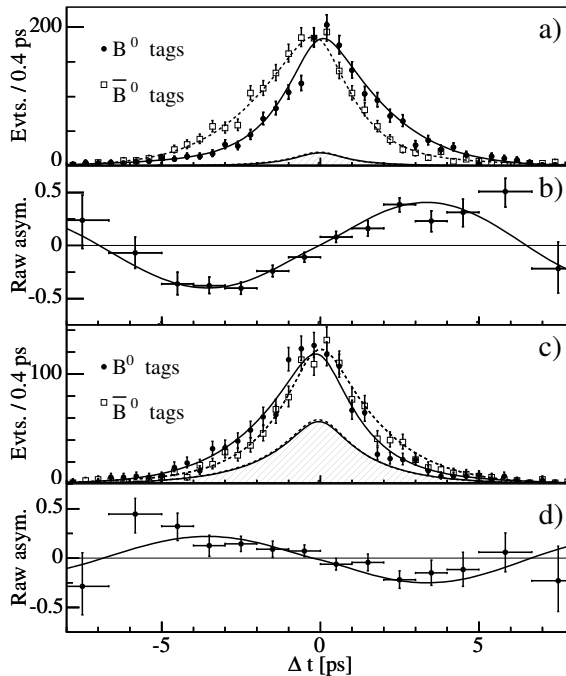 200
a)
B⁰ tags
B̅⁰ tags
100
Evts. / 0.4 ps
0
0.5
b)
0
Raw asym.
-0.5
c)
B⁰ tags
100
B̅⁰ tags
Evts. / 0.4 ps
0
0.5
d)
0
Raw asym.
-0.5
-5
0
5
Δ t [ps]